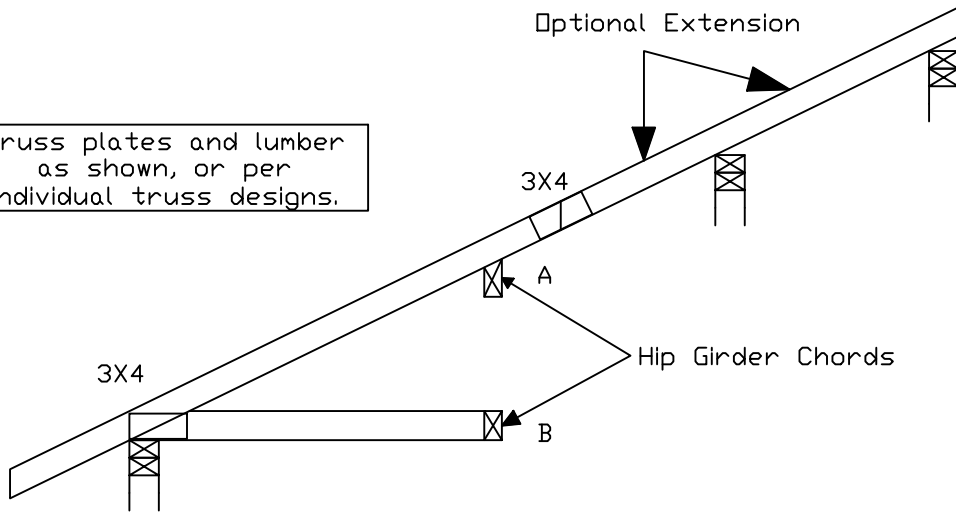 Optional Extension
russ plates and lumber
as shown, or per
ndividual truss designs.
3X4
A
Hip Girder Chords
3X4
B